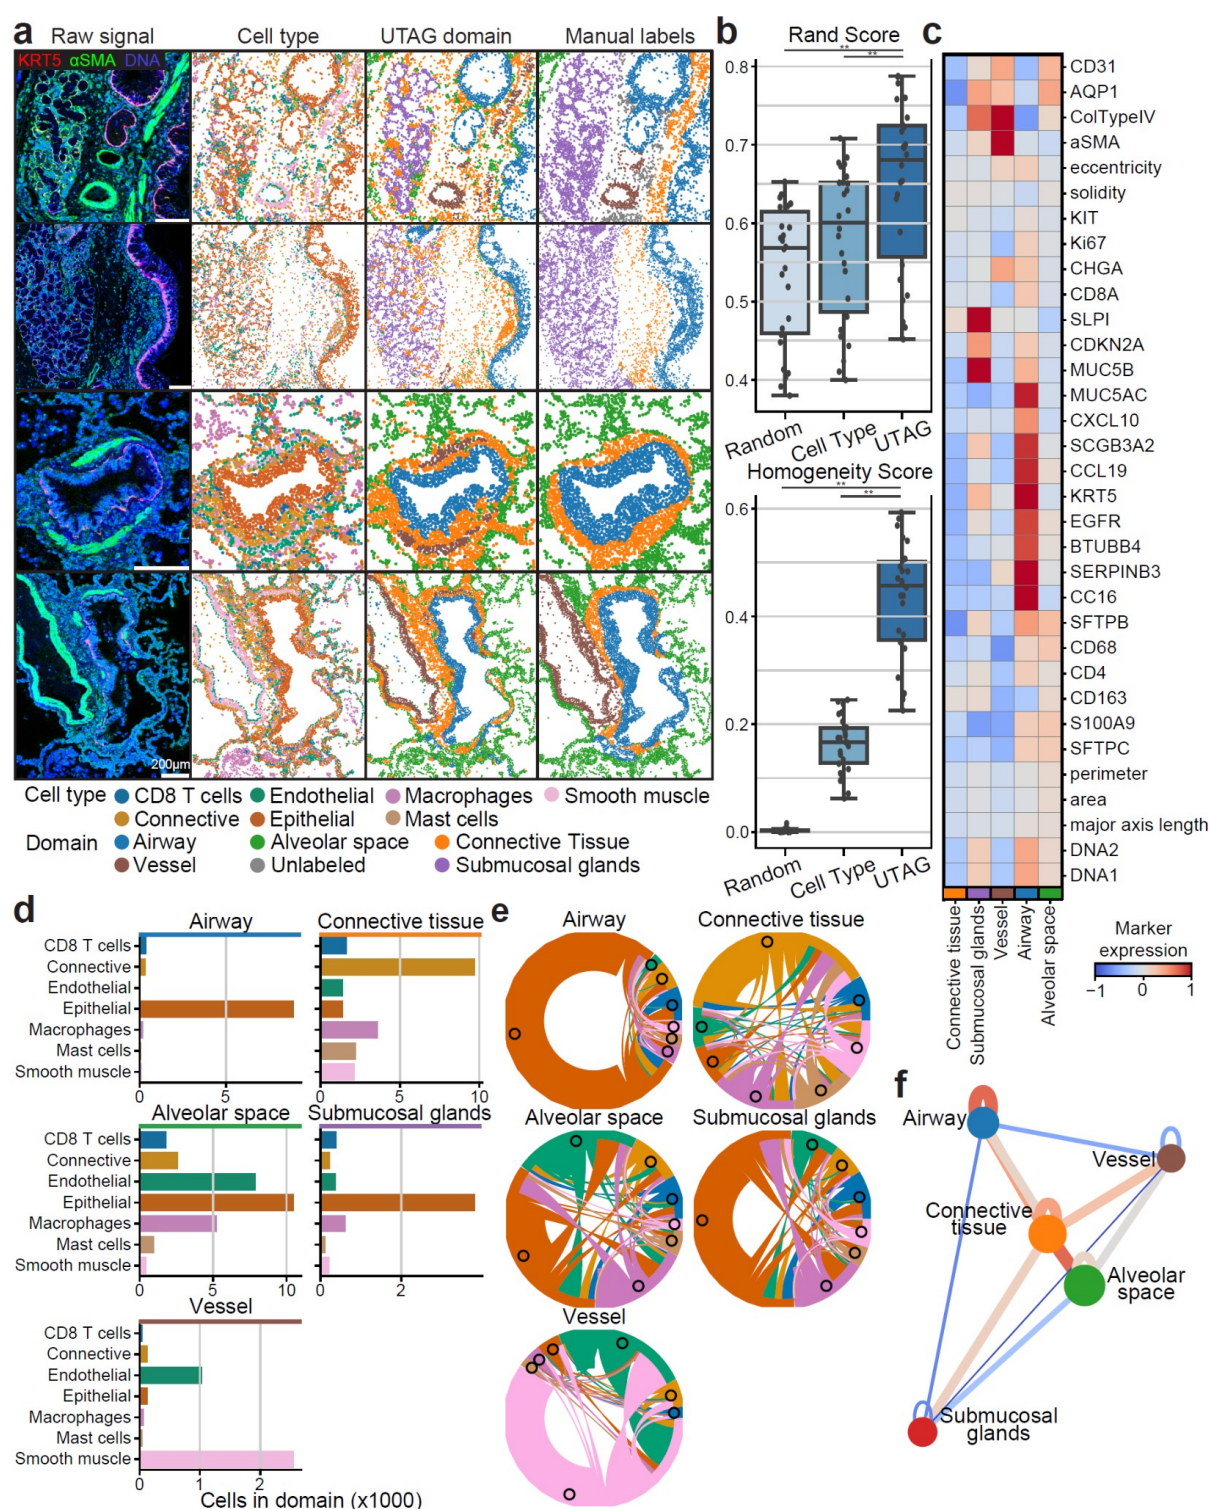 a
Raw signal
Cell type
UTAG domain
Manual labels
KRT5 αSMA DNA
200μm
Cell type
CD8 T cells
Endothelial
Macrophages
Smooth muscle
Connective
Epithelial
Mast cells
Domain
Airway
Alveolar space
Connective Tissue
Vessel
Unlabeled
Submucosal glands
b
Rand Score
**
**
0.8
0.7
0.6
0.5
0.4
Random
Cell Type
UTAG
Homogeneity Score
**
**
0.6
0.4
0.2
0.0
Random
Cell Type
UTAG
c
CD31
AQP1
ColTypeIV
aSMA
eccentricity
solidity
KIT
Ki67
CHGA
CD8A
SLPI
CDKN2A
MUC5B
MUC5AC
CXCL10
SCGB3A2
CCL19
KRT5
EGFR
BTUBB4
SERPINB3
CC16
SFTPB
CD68
CD4
CD163
S100A9
SFTPC
perimeter
area
major axis length
DNA2
DNA1
Connective tissue
Submucosal glands
Vessel
Airway
Alveolar space
Marker
expression
−1 0 1
d
Airway
CD8 T cells
Connective
Endothelial
Epithelial
Macrophages
Mast cells
Smooth muscle
0 5
Connective tissue
0 5 10
Alveolar space
CD8 T cells
Connective
Endothelial
Epithelial
Macrophages
Mast cells
Smooth muscle
0 5 10
Submucosal glands
0 2
Vessel
CD8 T cells
Connective
Endothelial
Epithelial
Macrophages
Mast cells
Smooth muscle
0 1 2
Cells in domain (x1000)
e
Airway
Connective tissue
Alveolar space
Submucosal glands
Vessel
f
Airway
Vessel
Connective
tissue
Alveolar
space
Submucosal
glands